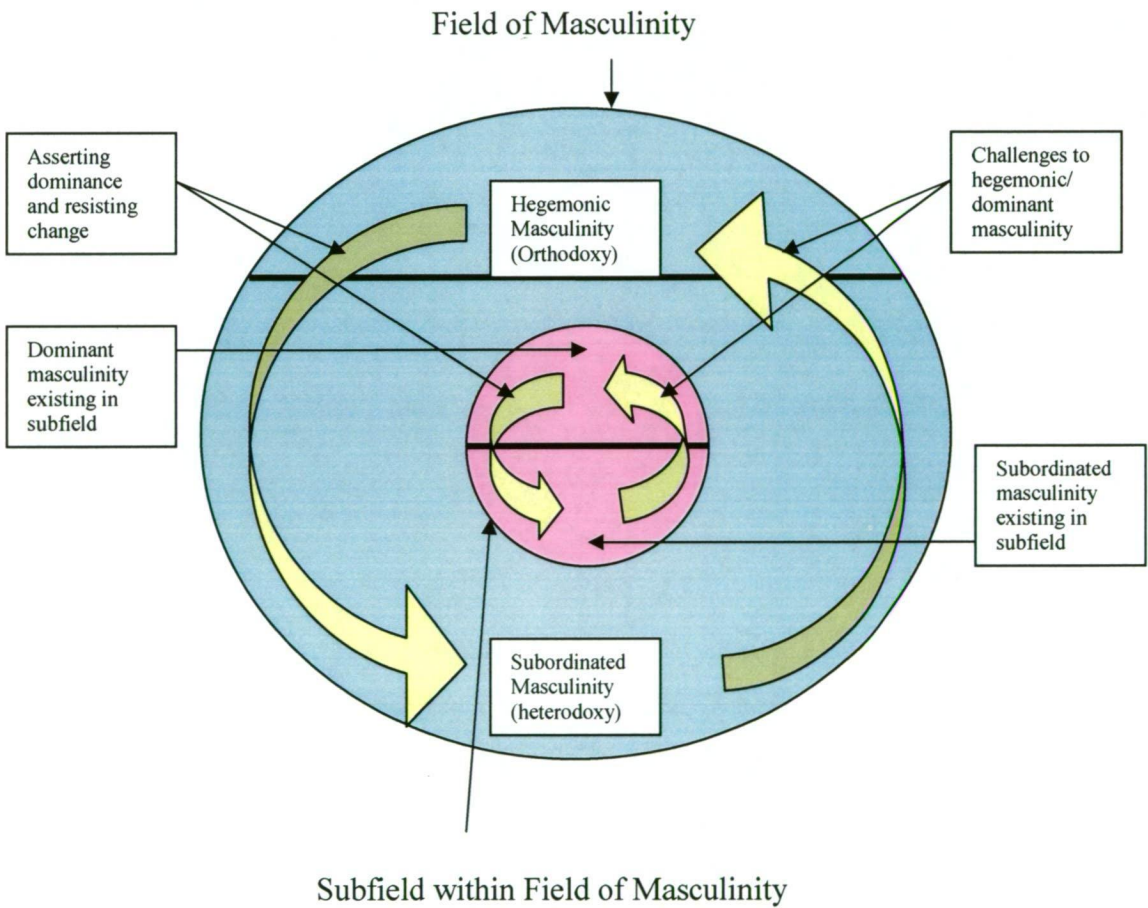 Field of Masculinity
Asserting
dominance
and resisting
change
Hegemonic
Masculinity
(Orthodoxy)
Challenges to
hegemonic/
dominant
masculinity
Dominant
masculinity
existing in
subfield
Subordinated
masculinity
existing in
subfield
Subordinated
Masculinity
(heterodoxy)
Subfield within Field of Masculinity